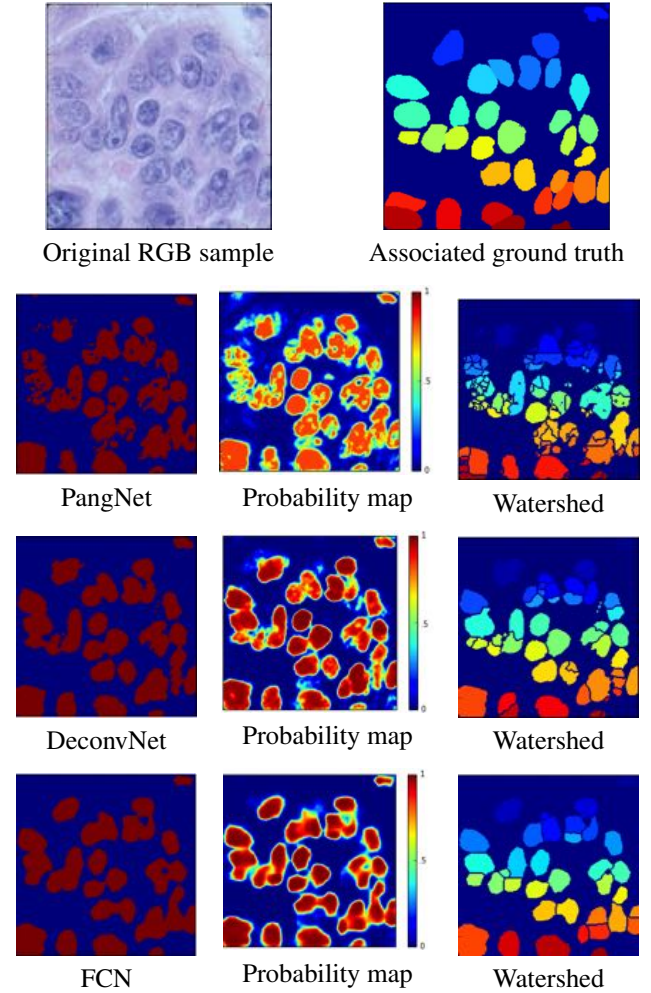 Original RGB sample
Associated ground truth
1
.5
0
PangNet
Probability map
Watershed
1
.5
0
DeconvNet
Probability map
Watershed
1
.5
0
FCN
Probability map
Watershed